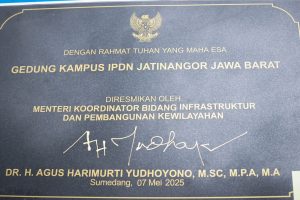 DENGAN RAHMAT TUHAN YANG MAHA ESA
GEDUNG KAMPUS IPDN JATINANGOR JAWA BARAT
DIRESMIKAN OLEH
MENTERI KOORDINATOR BIDANG INFRASTRUKTUR
DAN PEMBANGUNAN KEWILAYAHAN
DR. H. AGUS HARIMURTI YUDHOYONO, M.SC, M.P.A, M.A
Sumedang, 07 Mei 2025